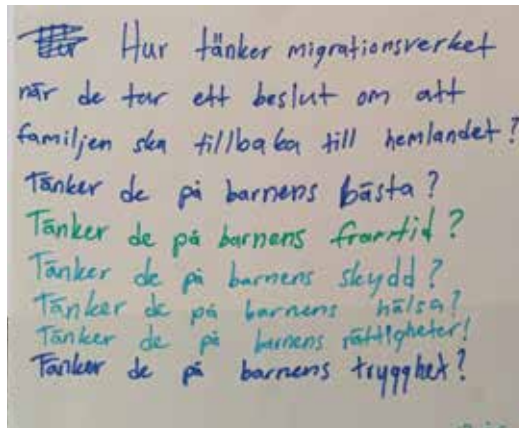 Hur tänker migrationsverket
när de tar ett beslut om att
familjen ska tillbaka till hemlandet?
Tänker de på barnens bästa?
Tänker de på barnens framtid?
Tänker de på barnens skydd?
Tänker de på barnens hälsa?
Tänker de på barnens rättigheter!
Tänker de på barnens trygghet?